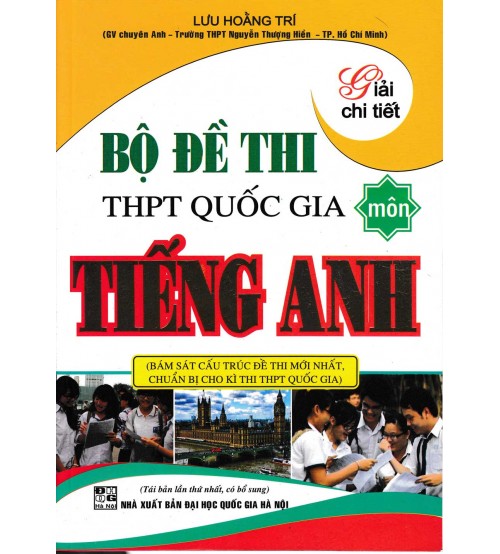 LƯU HOẰNG TRÍ
(GV chuyên Anh - Trường THPT Nguyễn Thượng Hiền - TP. Hồ Chí Minh)
Giải
chi tiết
BỘ ĐỀ THI
THPT QUỐC GIA
môn
TIẾNG ANH
(BÁM SÁT CẤU TRÚC ĐỀ THI MỚI NHẤT,
CHUẨN BỊ CHO KÌ THI THPT QUỐC GIA)
(Tái bản lần thứ nhất, có bổ sung)
Hà Nội
NHÀ XUẤT BẢN ĐẠI HỌC QUỐC GIA HÀ NỘI